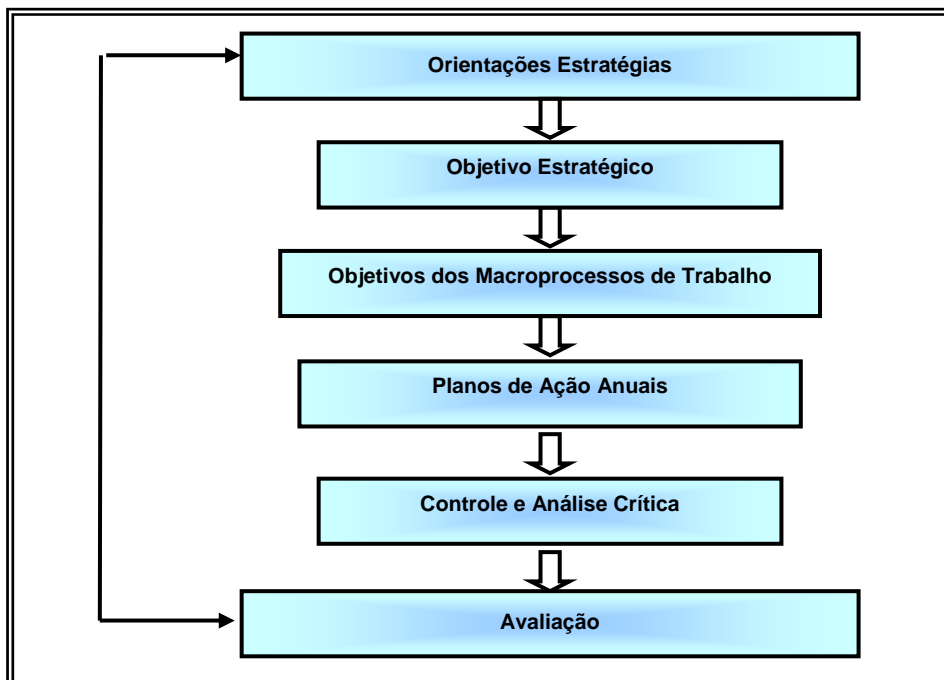 Orientações Estratégias
Objetivo Estratégico
Objetivos dos Macroprocessos de Trabalho
Planos de Ação Anuais
Controle e Análise Crítica
Avaliação